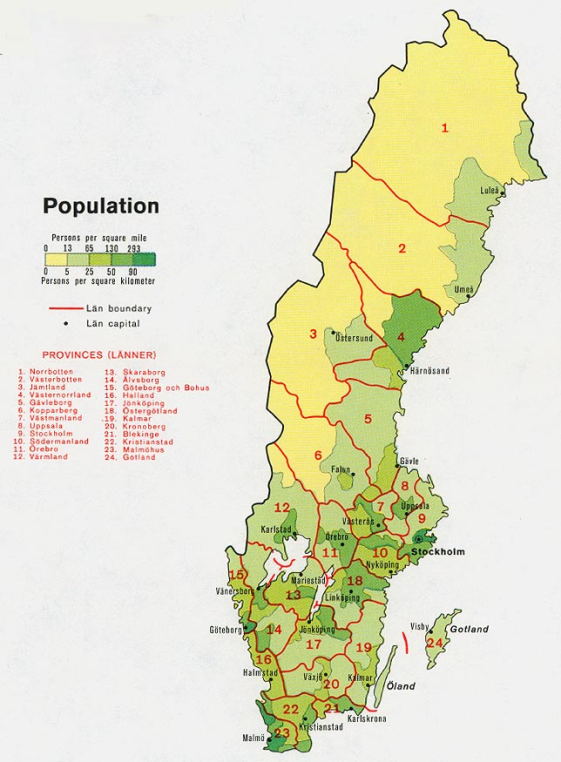 Population
Persons per square mile
0 13 65 130 293
0 5 25 50 90
Persons per square kilometer
Län boundary
Län capital
PROVINCES (LÄNNER)
1. Norrbotten
2. Västerbotten
3. Jämtland
4. Västernorrland
5. Gävleborg
6. Kopparberg
7. Västmanland
8. Uppsala
9. Stockholm
10. Södermanland
11. Örebro
12. Värmland
13. Skaraborg
14. Älvsborg
15. Göteborg och Bohus
16. Halland
17. Jönköping
18. Östergötland
19. Kalmar
20. Kronoberg
21. Blekinge
22. Kristianstad
23. Malmöhus
24. Gotland
1
Luleå
2
Umeå
3
Östersund
4
Härnösand
5
6
Falun
Gävle
8
12
7
Uppsala
9
Karlstad
Västerås
Örebro
11
10
Stockholm
Nyköping
15
Mariestad
18
Vänersborg
13
Linköping
Göteborg
14
Jönköping
Visby
Gotland
24
17
19
16
Halmstad
Växjö
20
Kalmar
Öland
22
21
Karlskrona
Kristianstad
23
Malmö